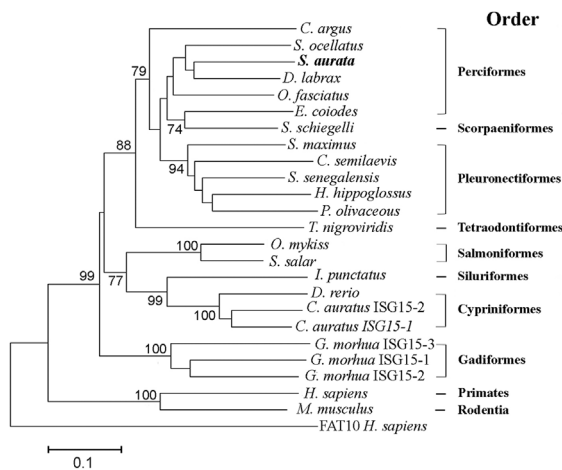 Order
C. argus
S. ocellatus
S. aurata
79
D. labrax
Perciformes
O. fasciatus
E. coiodes
74
S. schiegelli
Scorpaeniformes
88
S. maximus
94
C. semilaevis
S. senegalensis
Pleuronectiformes
H. hippoglossus
P. olivaceous
T. nigroviridis
Tetraodontiformes
100
O. mykiss
Salmoniformes
S. salar
99
77
I. punctatus
Siluriformes
99
D. rerio
100
C. auratus ISG15-2
Cypriniformes
C. auratus ISG15-1
G. morhua ISG15-3
100
G. morhua ISG15-1
Gadiformes
G. morhua ISG15-2
100
H. sapiens
Primates
M. musculus
Rodentia
FAT10 H. sapiens
0.1